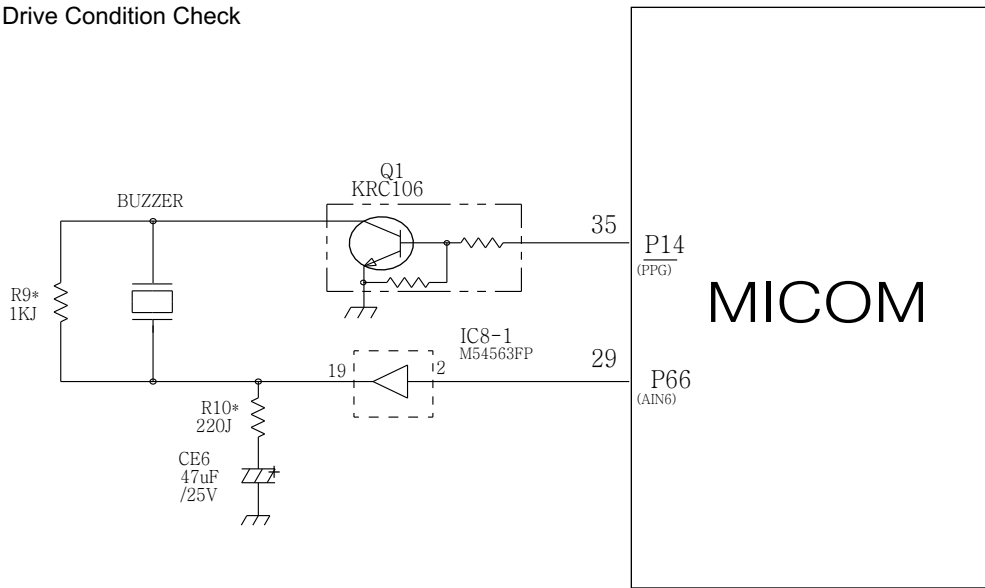 Drive Condition Check
Q1
KRC106
BUZZER
35
P14
(PPG)
R9*
1KJ
MICOM
IC8-1
M54563FP
19
2
29
P66
(AIN6)
R10*
220J
CE6
47uF
/25V
+